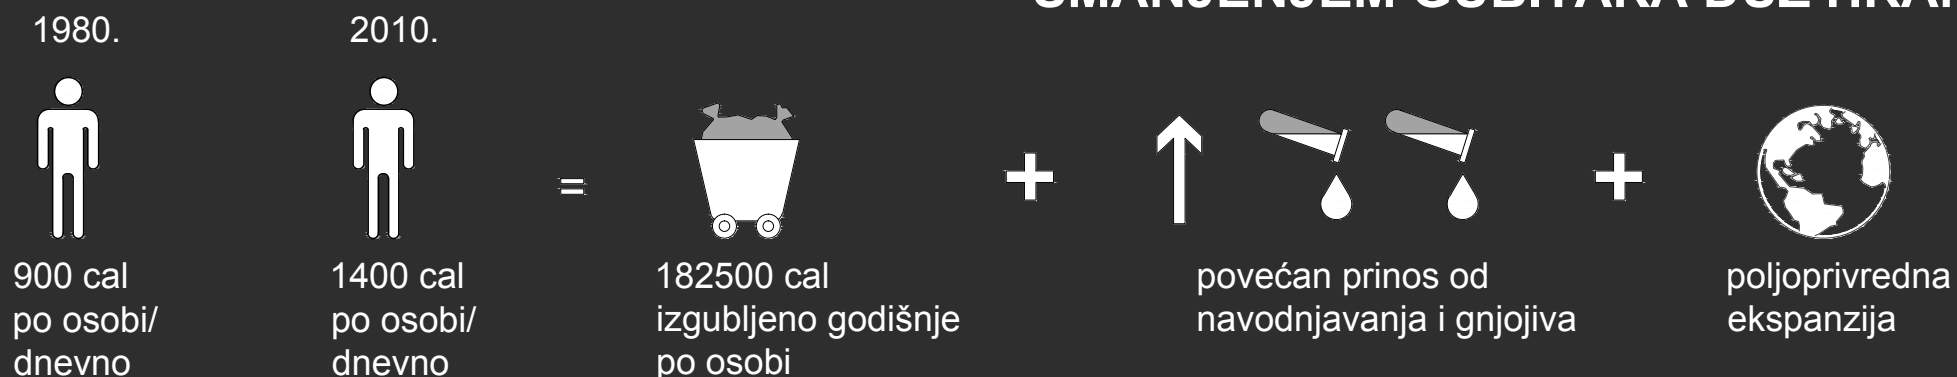 1980.
2010.
900 cal
po osobi/
dnevno
1400 cal
po osobi/
dnevno
=
182500 cal
izgubljeno godišnje
po osobi
+
povećan prinos od
navodnjavanja i gnjojiva
+
poljoprivredna
ekspanzija